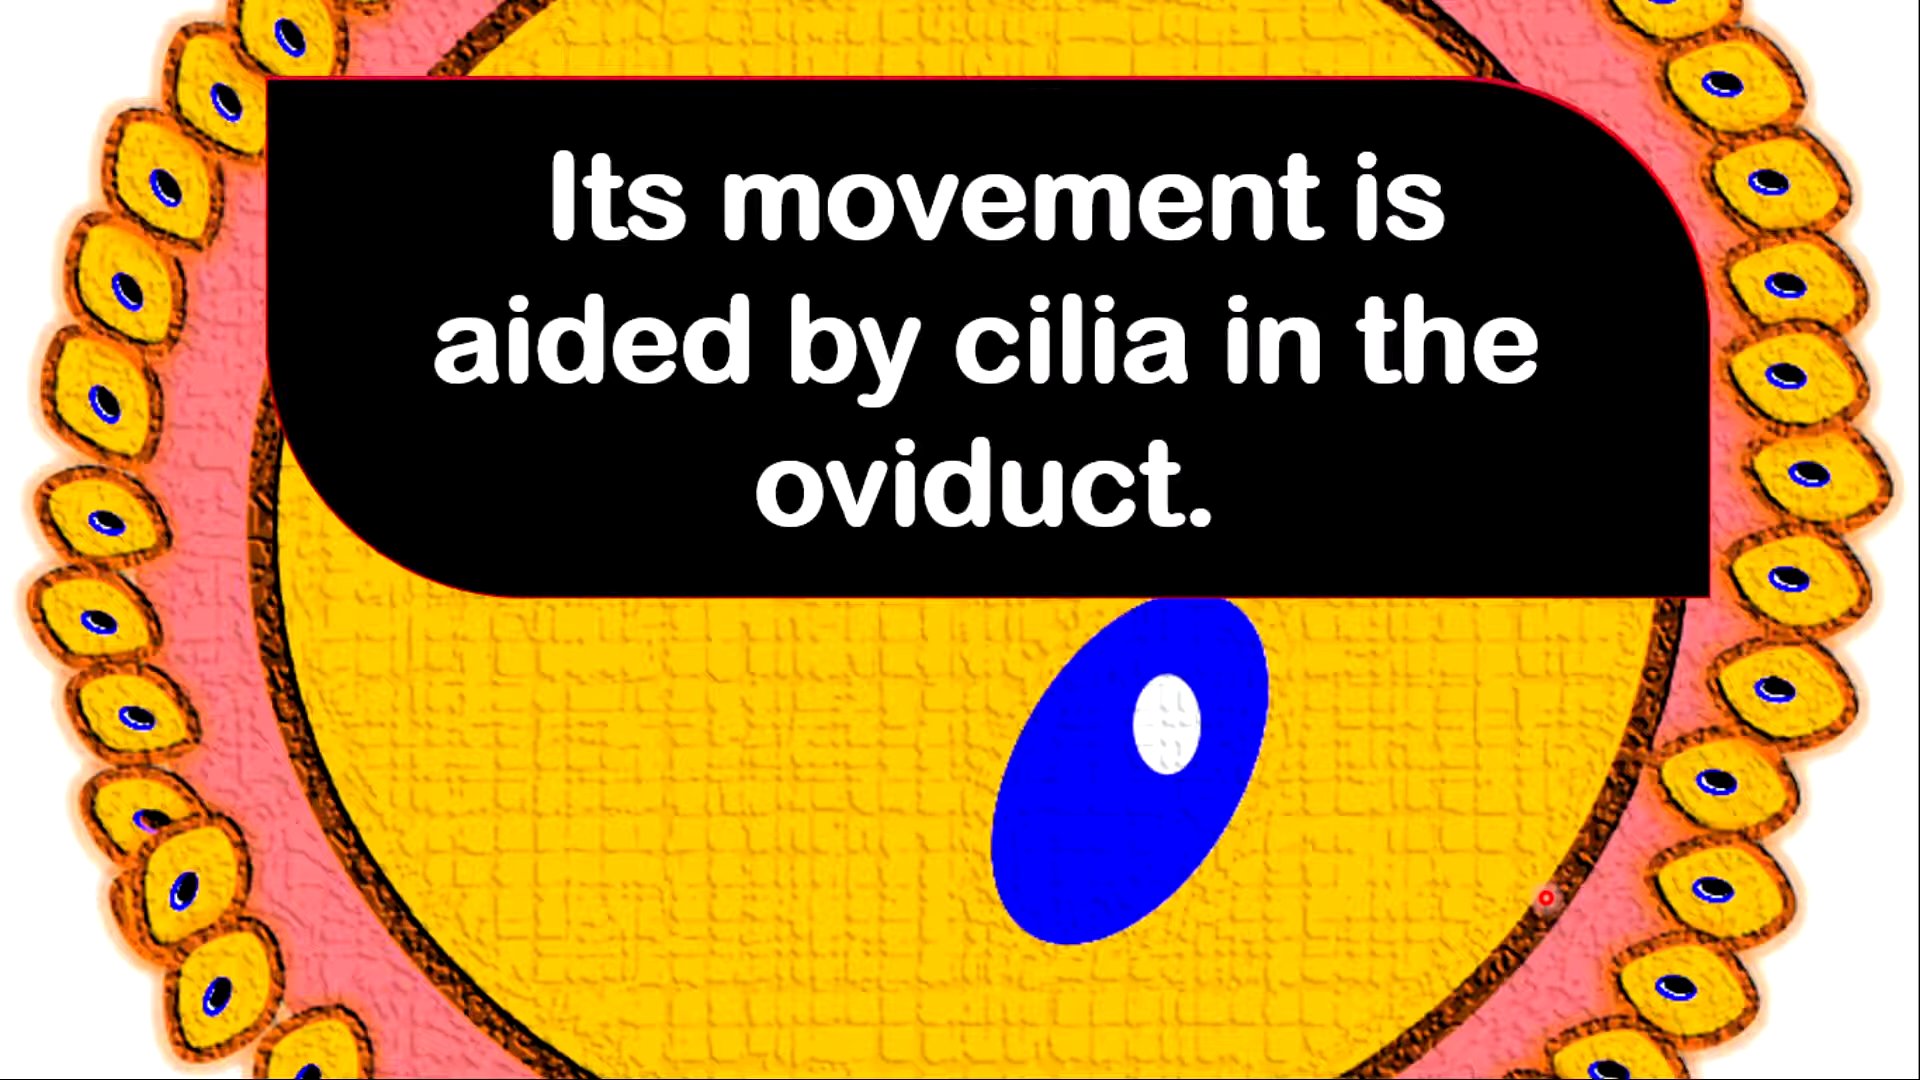 Its movement is
aided by cilia in the
oviduct.